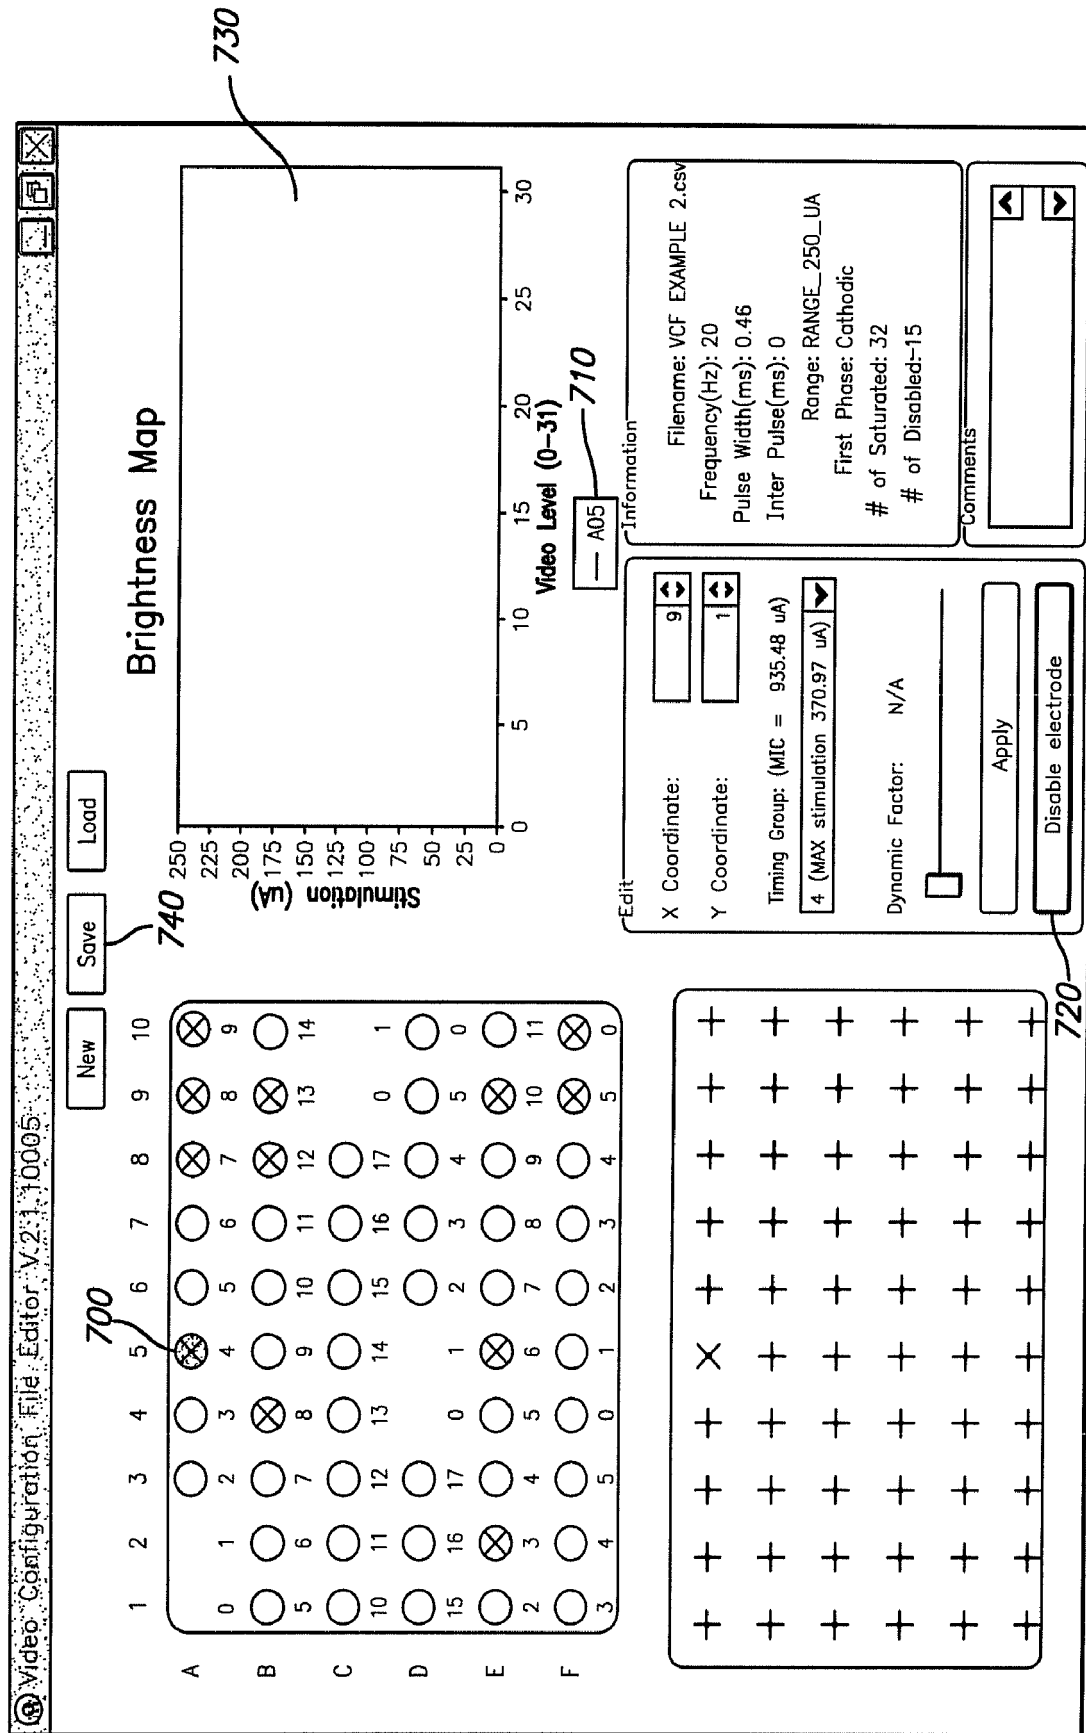 Video Configuration File Editor V.2.1.10005
New Save Load
740
1 2 3 4 5 6 7 8 9 10
700
A
0 1 2 3 4 5 6 7 8 9
B
5 6 7 8 9 10 11 12 13 14
C
10 11 12 13 14 15 16 17 0 1
D
15 16 17 0 1 2 3 4 5 0
E
2 3 4 5 6 7 8 9 10 11
F
3 4 5 0 1 2 3 4 5 0
Brightness Map
730
Stimulation (uA)
250
225
200
175
150
125
100
75
50
25
0
0 5 10 15 20 25 30
Video Level (0-31)
A05
710
Edit
X Coordinate: 9
Y Coordinate: 1
Timing Group: (MIC = 935.48 uA)
4 (MAX stimulation 370.97 uA)
Dynamic Factor: N/A
Apply
Disable electrode
720
Information
Filename: VCF EXAMPLE 2.csv
Frequency(Hz): 20
Pulse Width(ms): 0.46
Inter Pulse(ms): 0
Range: RANGE_250_UA
First Phase: Cathodic
# of Saturated: 32
# of Disabled:-15
Comments